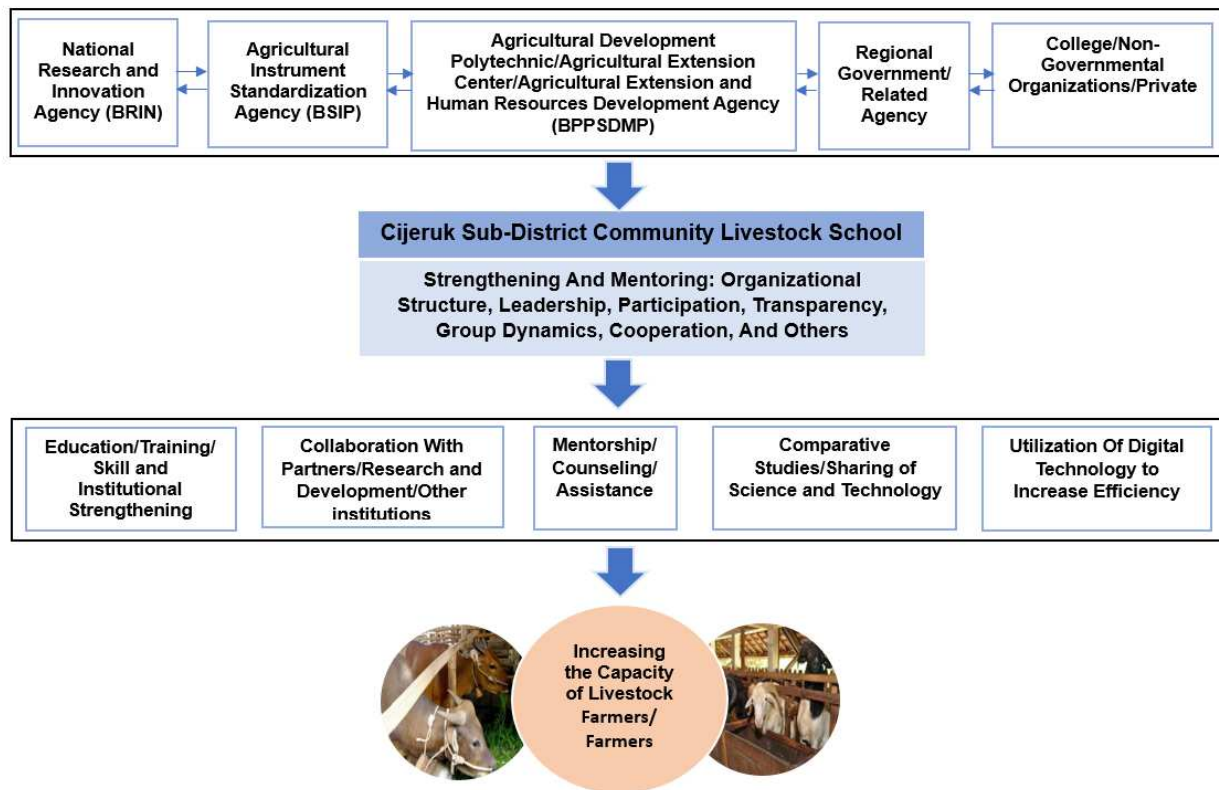 National
Research and
Innovation
Agency (BRIN)
Agricultural
Instrument
Standardization
Agency (BSIP)
Agricultural Development
Polytechnic/Agricultural Extension
Center/Agricultural Extension and
Human Resources Development Agency
(BPPSDMP)
Regional
Government/
Related
Agency
College/Non-
Governmental
Organizations/Private
Cijeruk Sub-District Community Livestock School
Strengthening And Mentoring: Organizational
Structure, Leadership, Participation, Transparency,
Group Dynamics, Cooperation, And Others
Education/Training/
Skill and
Institutional
Strengthening
Collaboration With
Partners/Research and
Development/Other
institutions
Mentorship/
Counseling/
Assistance
Comparative
Studies/Sharing of
Science and Technology
Utilization Of Digital
Technology to
Increase Efficiency
Increasing
the Capacity
of Livestock
Farmers/
Farmers